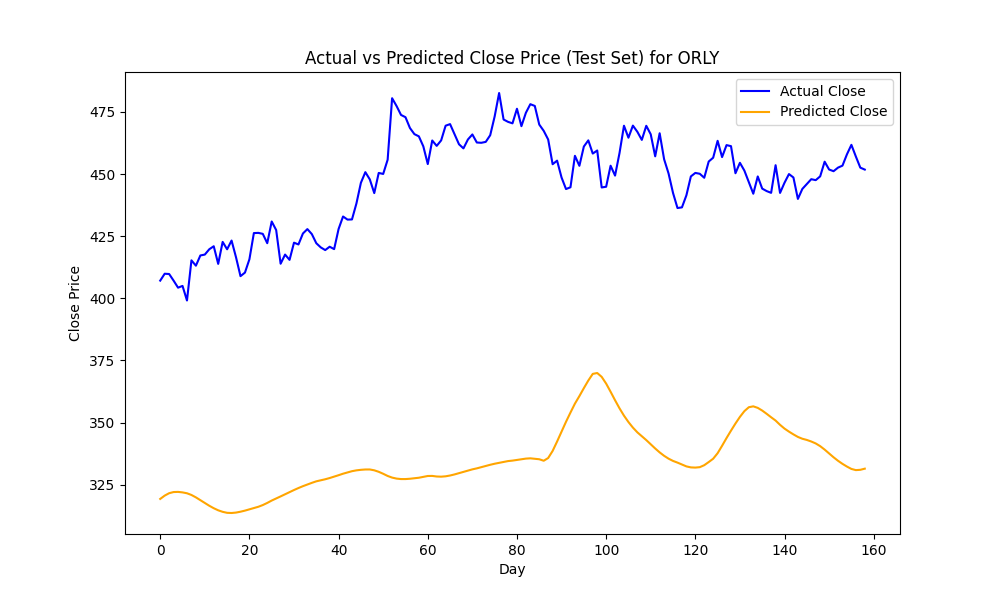 Actual vs Predicted Close Price (Test Set) for ORLY
Actual Close
Predicted Close
475
450
425
400
375
350
325
Close Price
0 20 40 60 80 100 120 140 160
Day